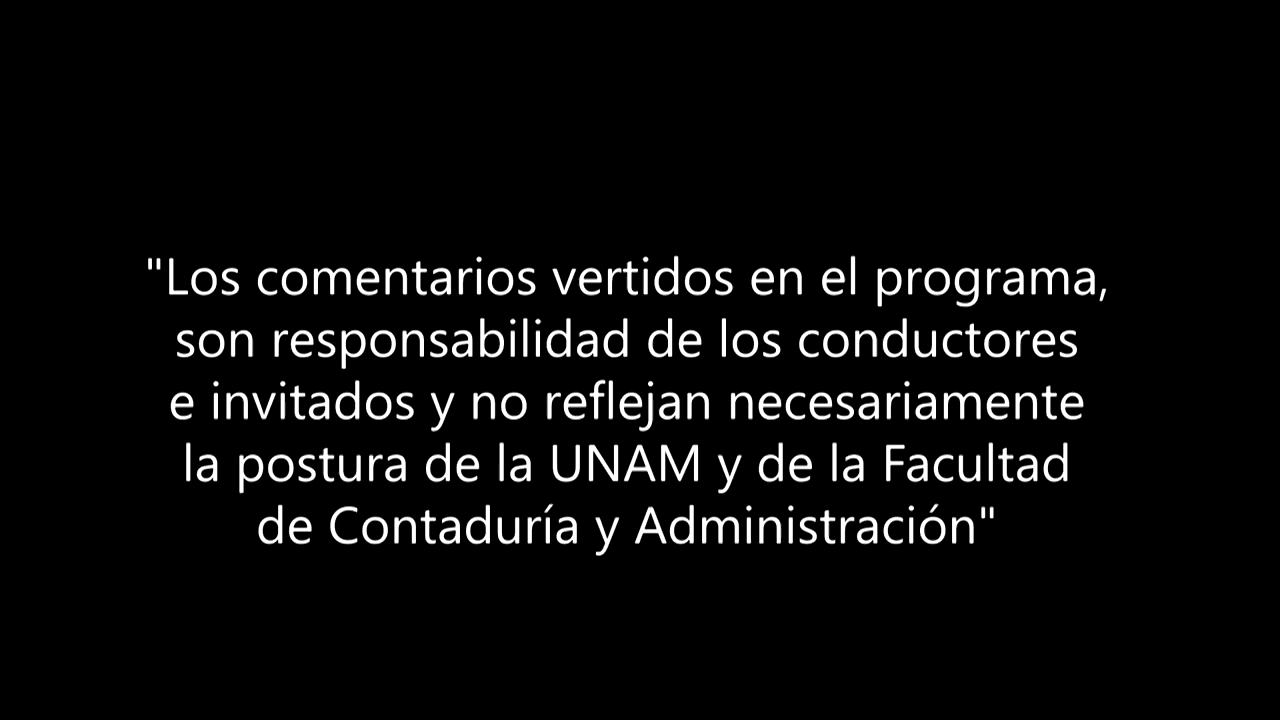 "Los comentarios vertidos en el programa,
son responsabilidad de los conductores
e invitados y no reflejan necesariamente
la postura de la UNAM y de la Facultad
de Contaduría y Administración"